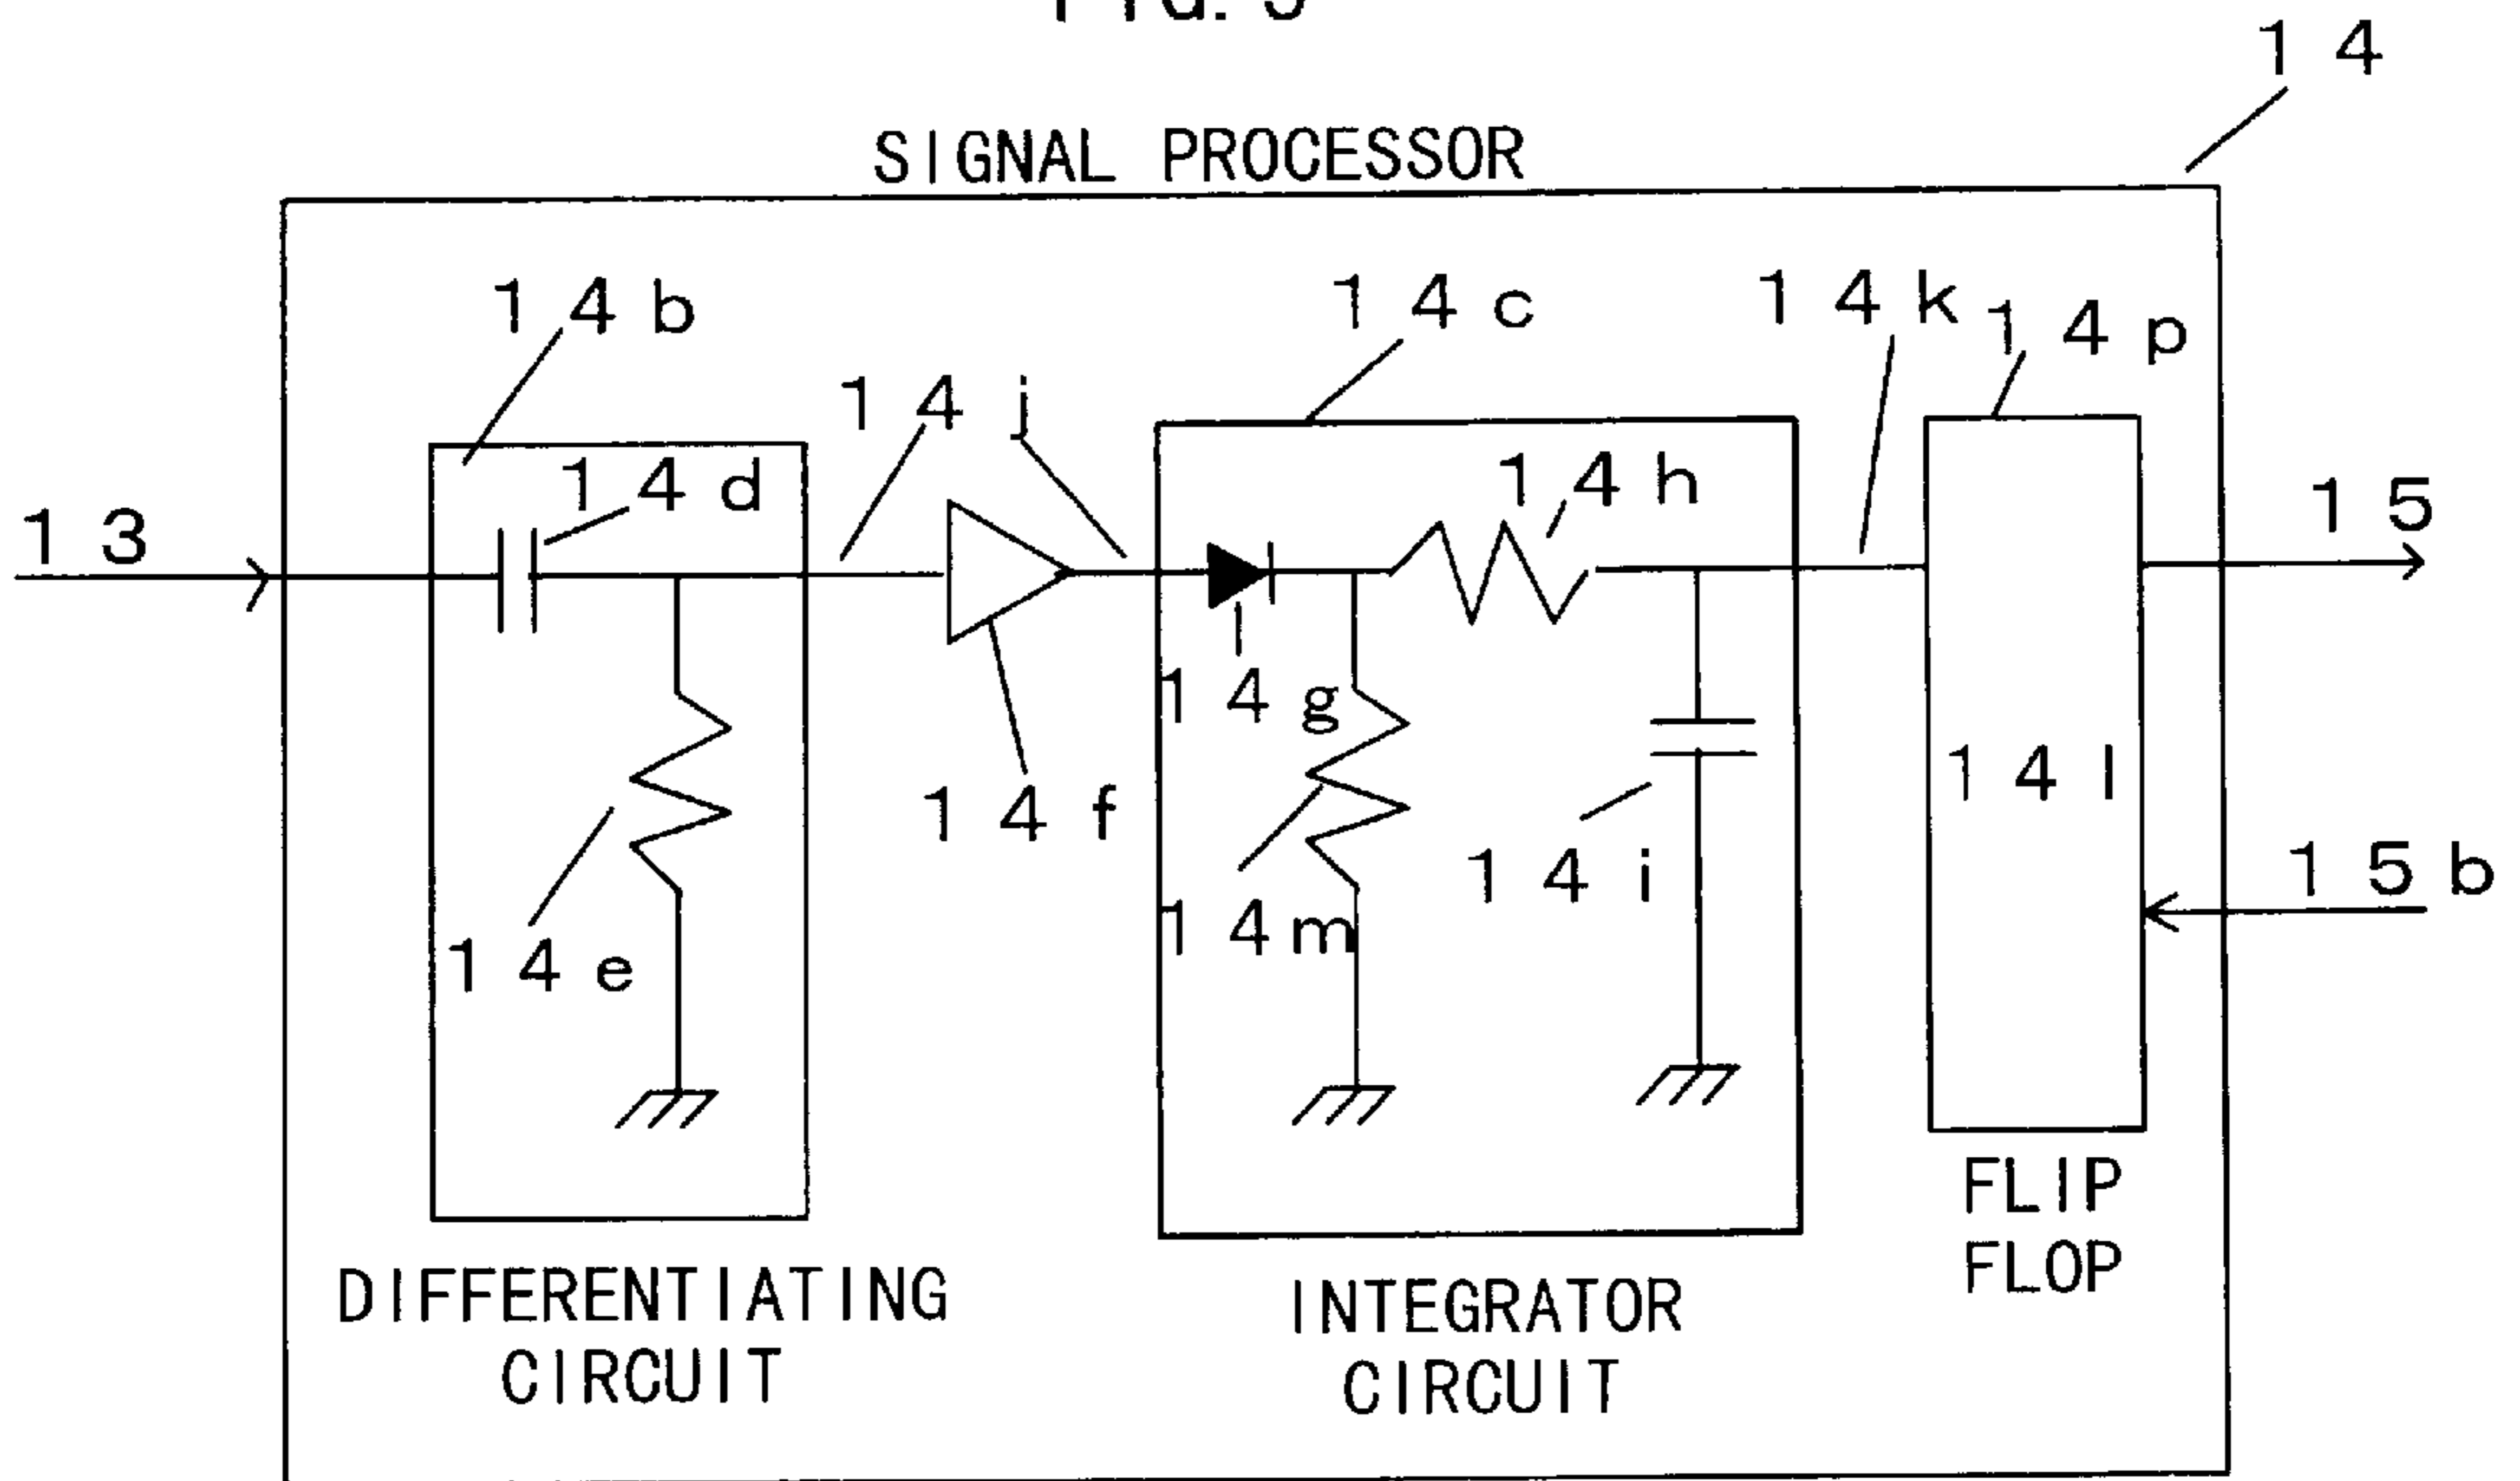 14
SIGNAL PROCESSOR
14b
14c
14k
14p
14j
14d
14h
13
15
14g
14f
14l
14i
15b
14m
14e
FLIP
FLOP
DIFFERENTIATING
CIRCUIT
INTEGRATOR
CIRCUIT